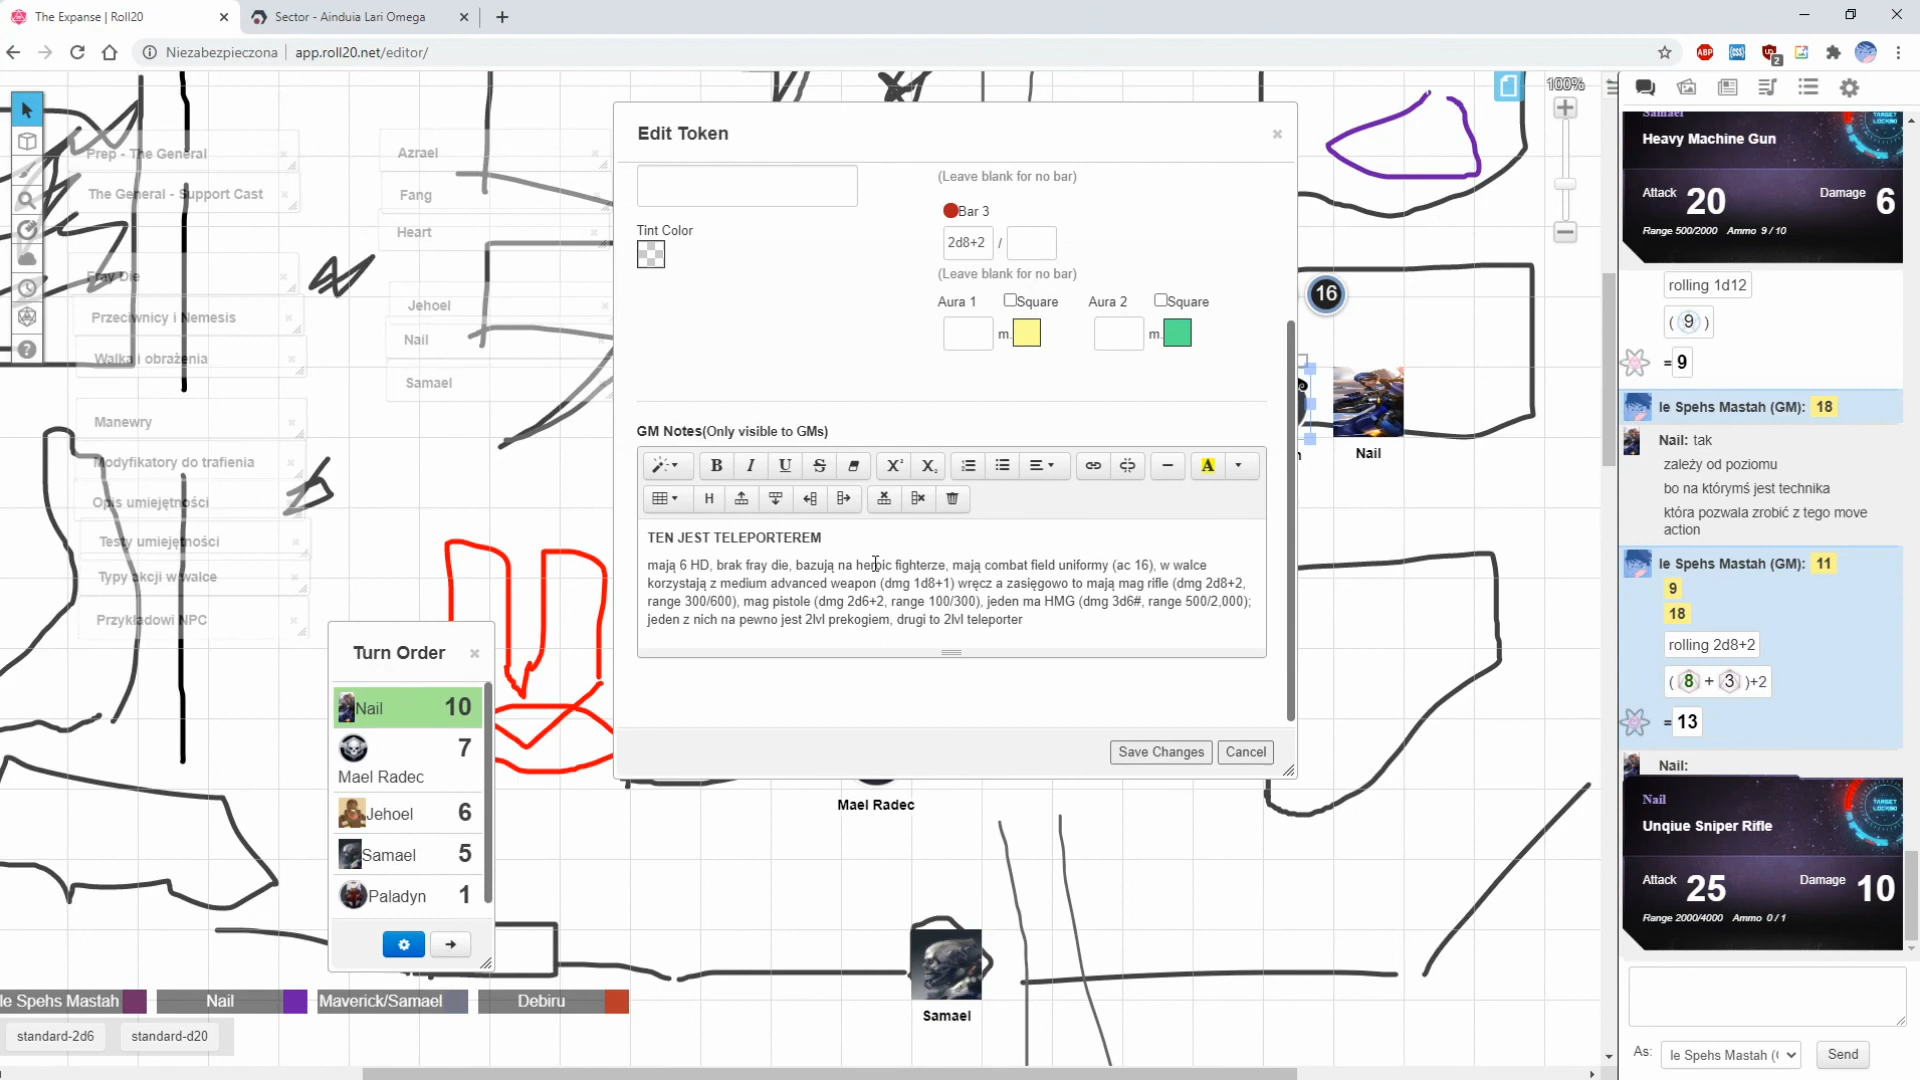 The Expanse | Roll20
Sector - Ainduia Lari Omega
Niezabezpieczona
app.roll20.net/editor/
ABP
2
100%
Prep - The General
The General - Support Cast
Fray Die
Przeciwnicy i Nemesis
Walka i obrażenia
Manewry
Modyfikatory do trafienia
Opis umiejętności
Testy umiejętności
Typy akcji w walce
Przykładowi NPC
Azrael
Fang
Heart
Jehoel
Nail
Samael
Edit Token
Tint Color
(Leave blank for no bar)
Bar 3
2d8+2 /
(Leave blank for no bar)
Aura 1
Square
Aura 2
Square
m.
m.
GM Notes(Only visible to GMs)
TEN JEST TELEPORTEREM
mają 6 HD, brak fray die, bazują na heroic fighterze, mają combat field uniformy (ac 16), w walce
korzystają z medium advanced weapon (dmg 1d8+1) wręcz a zasięgowo to mają mag rifle (dmg 2d8+2,
range 300/600), mag pistole (dmg 2d6+2, range 100/300), jeden ma HMG (dmg 3d6#, range 500/2,000);
jeden z nich na pewno jest 2lvl prekogiem, drugi to 2lvl teleporter
Save Changes
Cancel
Turn Order
Nail 10
7
Mael Radec
Jehoel 6
Samael 5
Paladyn 1
16
Nail
Mael Radec
Samael
le Spehs Mastah
Nail
Maverick/Samael
Debiru
standard-2d6
standard-d20
Samael
Heavy Machine Gun
Attack 20
Damage 6
Range 500/2000 Ammo 9 / 10
rolling 1d12
( 9 )
= 9
le Spehs Mastah (GM): 18
Nail: tak
zależy od poziomu
bo na którymś jest technika
która pozwala zrobić z tego move
action
le Spehs Mastah (GM): 11
9
18
rolling 2d8+2
( 8 + 3 )+2
= 13
Nail:
Nail
Unqiue Sniper Rifle
Attack 25
Damage 10
Range 2000/4000 Ammo 0 / 1
As:
le Spehs Mastah (
Send